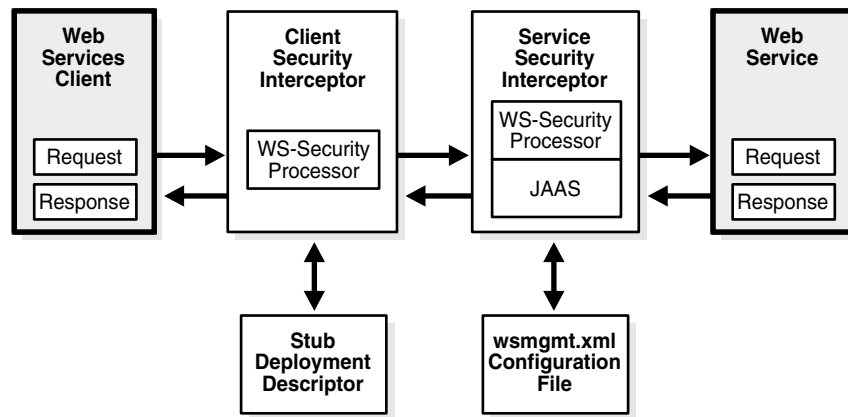 Web
Services
Client
Request
Response
Client
Security
Interceptor
WS-Security
Processor
Service
Security
Interceptor
WS-Security
Processor
JAAS
Web
Service
Request
Response
Stub
Deployment
Descriptor
wsmgmt.xml
Configuration
File